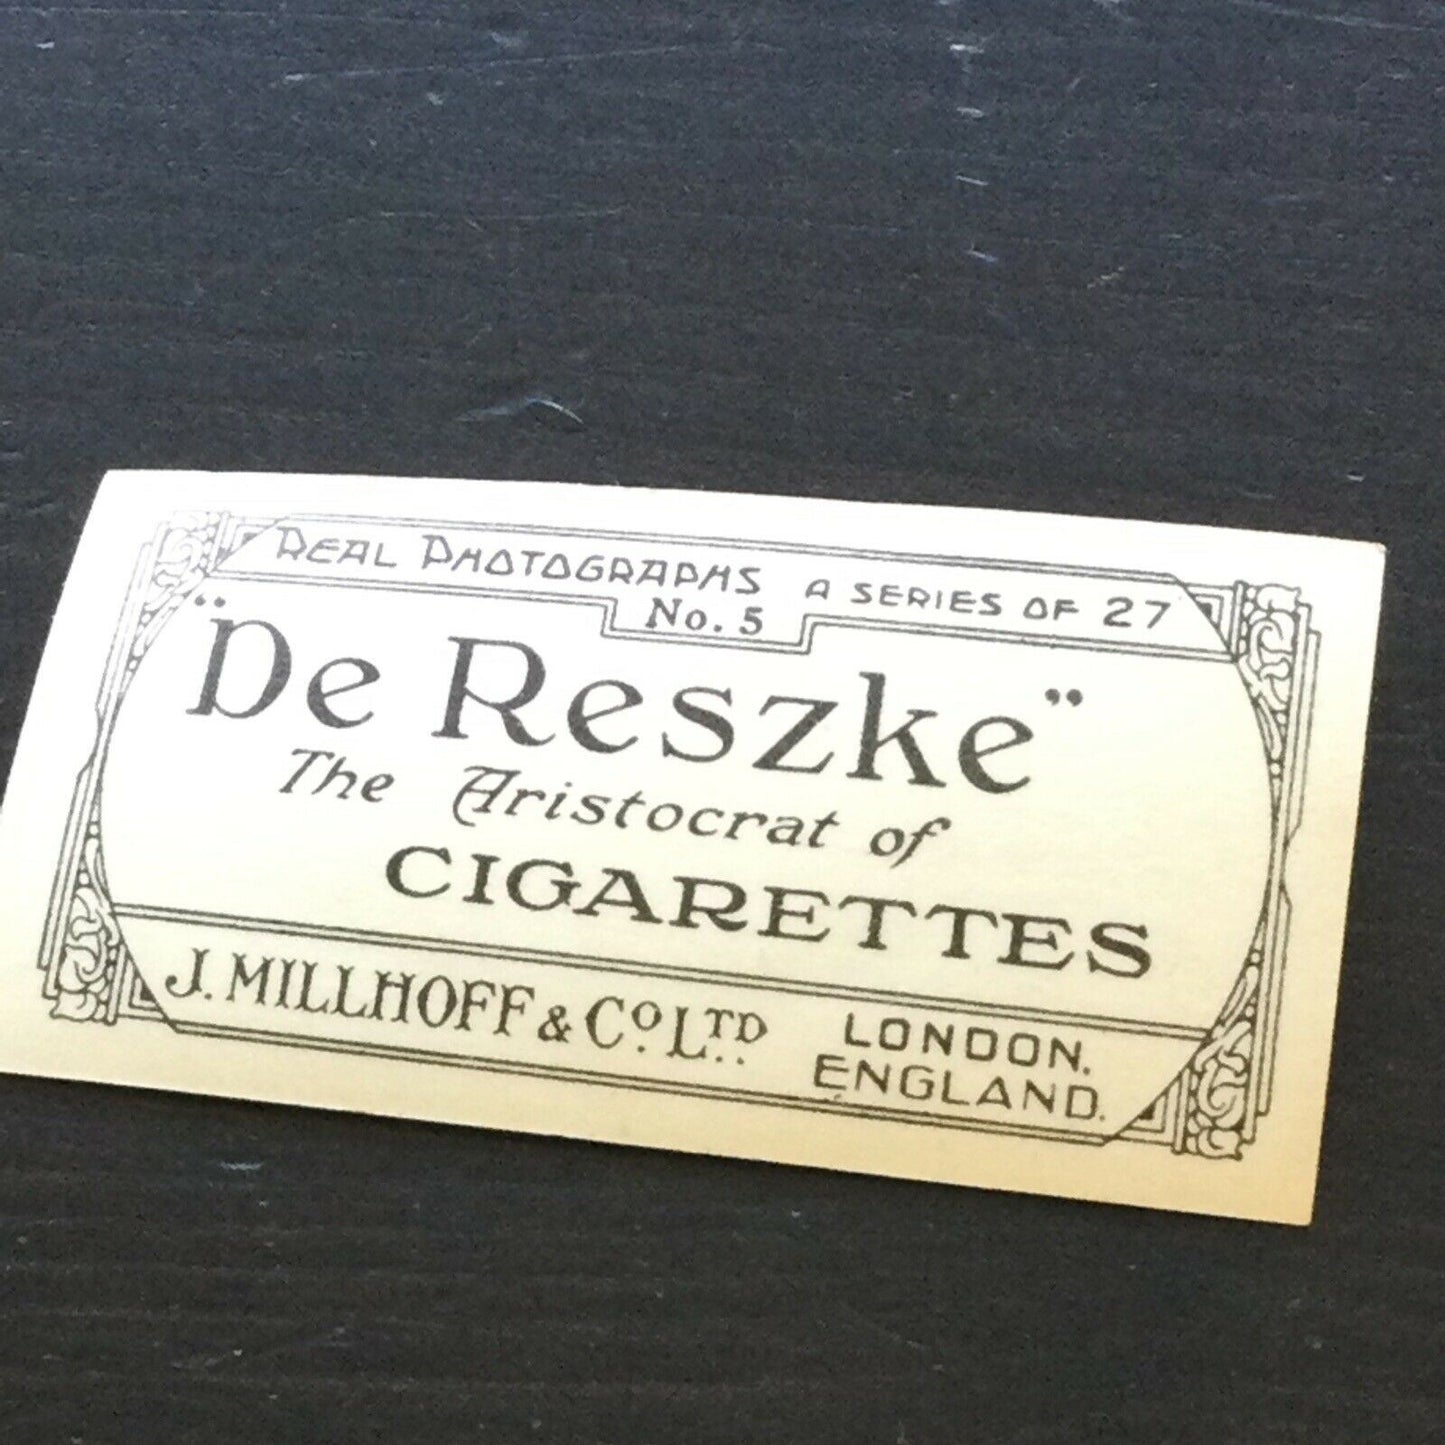 REAL PHOTOGRAPHS A SERIES OF 27
No. 5
"De Reszke"
The Aristocrat of
CIGARETTES
J. MILLHOFF & Co. LTD. LONDON.
ENGLAND.